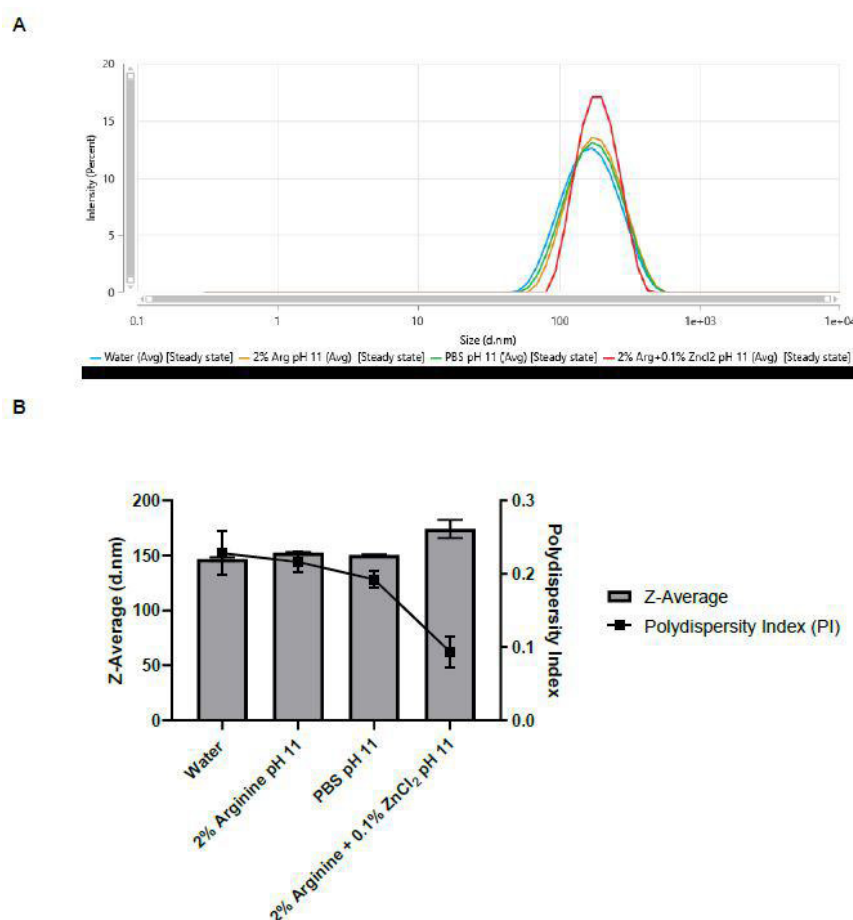 A
20
15
10
5
0
Intensity (Percent)
0.1 1 10 100 1e+03 1e+04
Size (d.nm)
Water (Avg) [Steady state] 2% Arg pH 11 (Avg) [Steady state] PBS pH 11 (Avg) [Steady state] 2% Arg+0.1% Zncl2 pH 11 (Avg) [Steady state]
B
200
150
100
50
0
Z-Average (d.nm)
0.3
0.2
0.1
0.0
Polydispersity Index
Z-Average
Polydispersity Index (PI)
Water
2% Arginine pH 11
PBS pH 11
2% Arginine + 0.1% ZnCl₂ pH 11